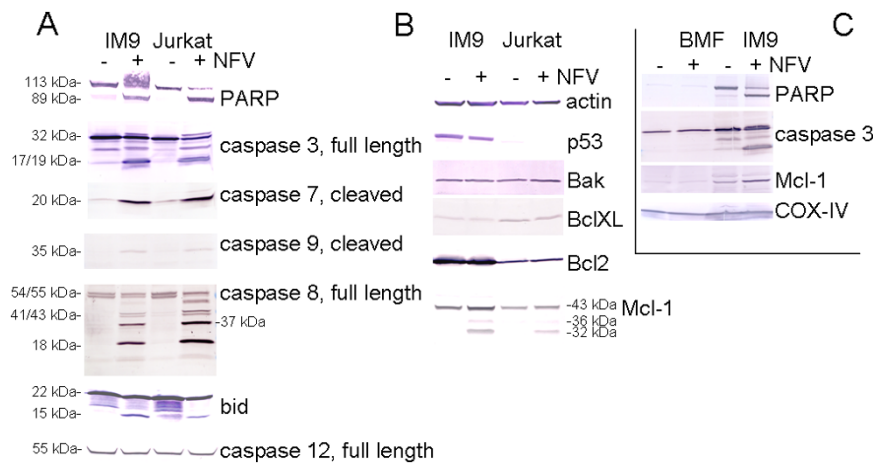 A
IM9 Jurkat
- + - + NFV
113 kDa-
89 kDa-
PARP
32 kDa-
17/19 kDa-
caspase 3, full length
20 kDa-
caspase 7, cleaved
35 kDa-
caspase 9, cleaved
54/55 kDa-
41/43 kDa-
18 kDa-
caspase 8, full length
-37 kDa
22 kDa-
15 kDa-
bid
55 kDa-
caspase 12, full length
B
IM9 Jurkat
- + - + NFV
actin
p53
Bak
BclXL
Bcl2
-43 kDa Mcl-1
-36 kDa
-32 kDa
C
BMF IM9
- + - + NFV
PARP
caspase 3
Mcl-1
COX-IV